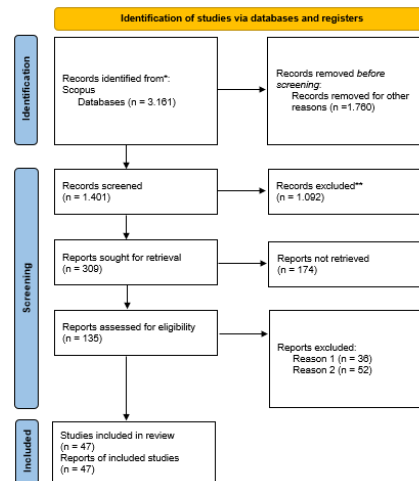 Identification of studies via databases and registers
Identification
Records identified from*:
Scopus
Databases (n = 3.161)
Records removed before
screening:
Records removed for other
reasons (n =1.760)
Screening
Records screened
(n = 1.401)
Records excluded**
(n = 1.092)
Reports sought for retrieval
(n = 309)
Reports not retrieved
(n = 174)
Reports assessed for eligibility
(n = 135)
Reports excluded:
Reason 1 (n = 36)
Reason 2 (n = 52)
Included
Studies included in review
(n = 47)
Reports of included studies
(n = 47)